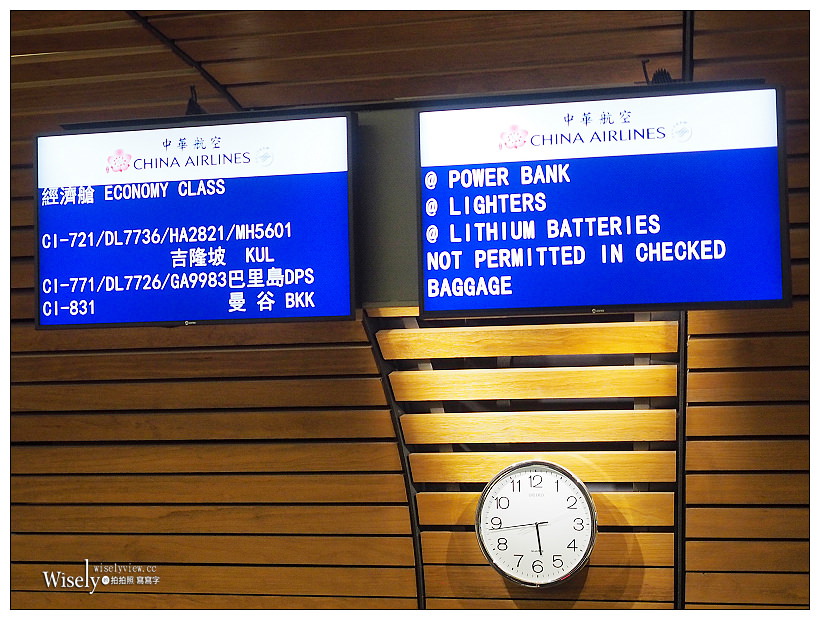 中華航空
CHINA AIRLINES
經濟艙 ECONOMY CLASS
CI-721/DL7736/HA2821/MH5601
吉隆坡 KUL
CI-771/DL7726/GA9983巴里島DPS
CI-831 曼 谷 BKK
中華航空
CHINA AIRLINES
@ POWER BANK
@ LIGHTERS
@ LITHIUM BATTERIES
NOT PERMITTED IN CHECKED
BAGGAGE
12
11 1
10 2
9 3
8 4
7 5
6
SEIKO
wiselyview.cc
Wisely 拍拍照 寫寫字